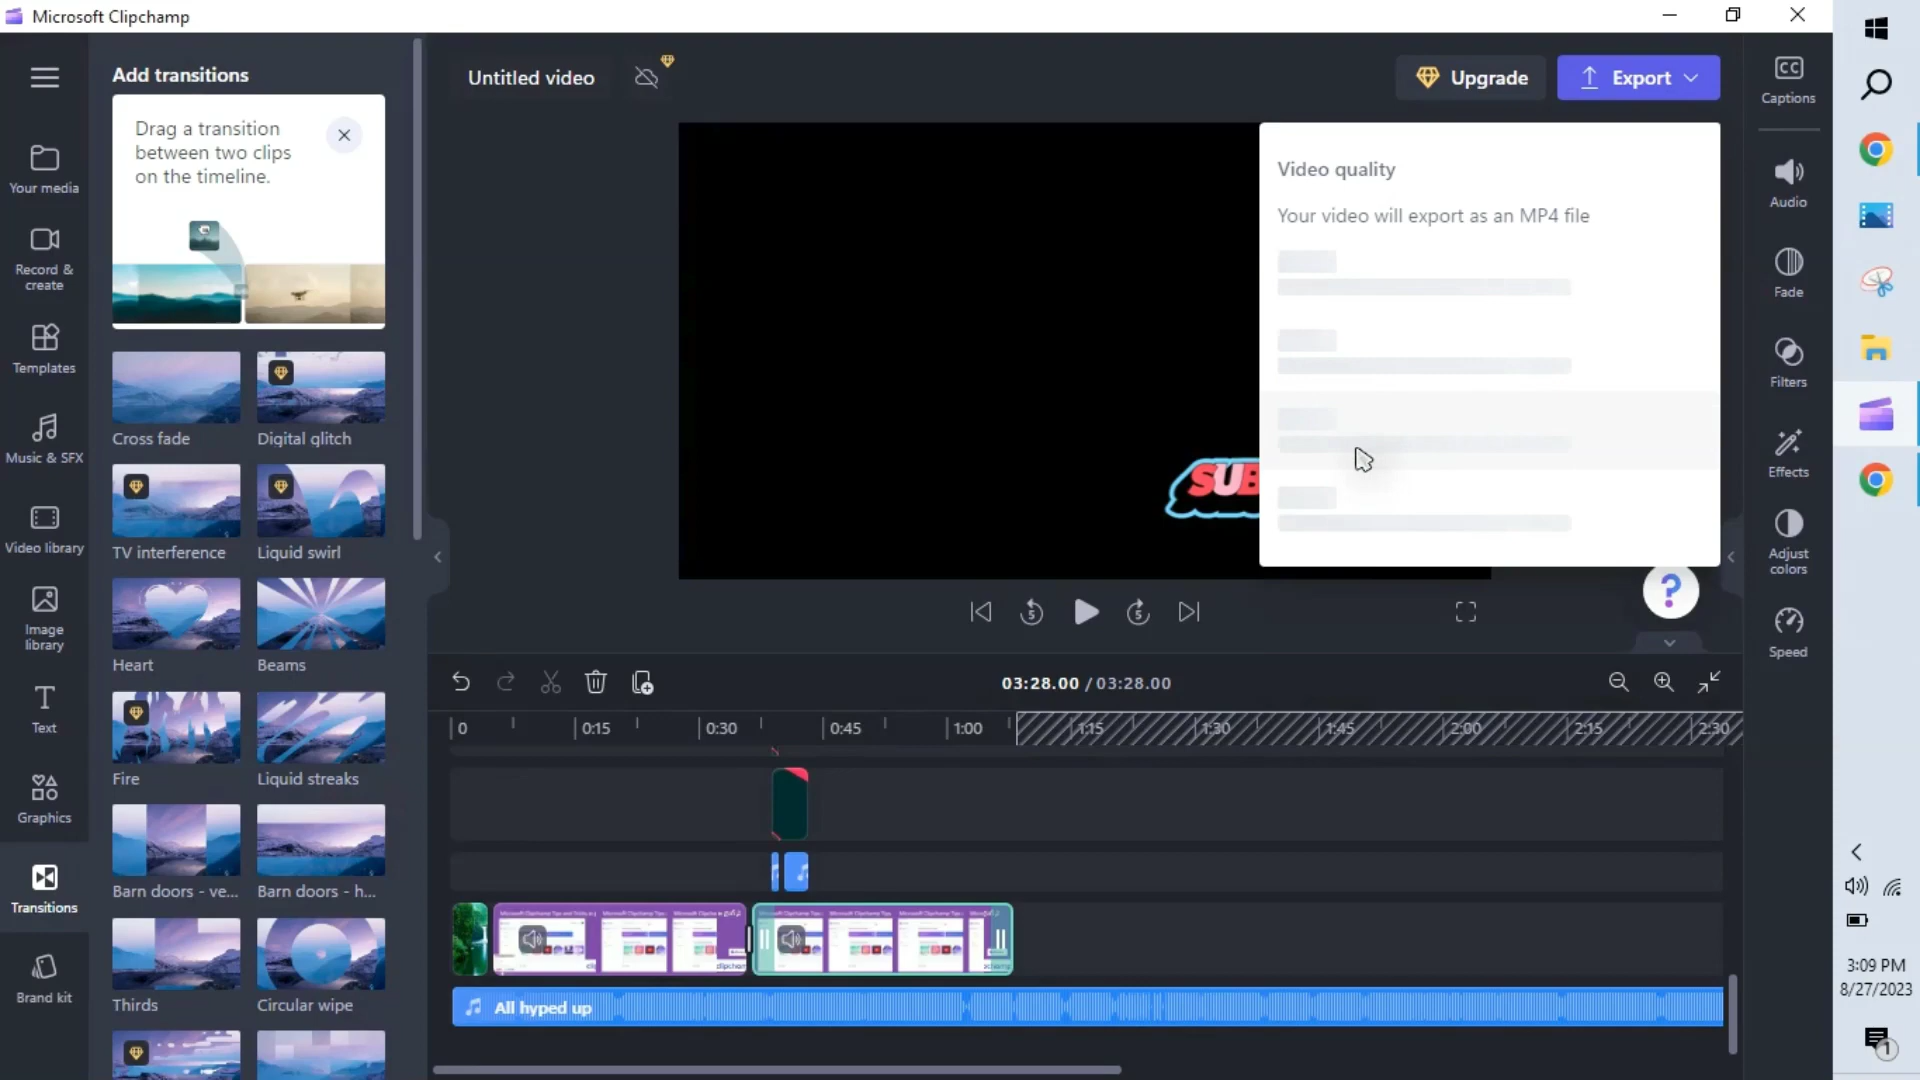 Microsoft Clipchamp
Add transitions
Drag a transition
between two clips
on the timeline.
Your media
Record &
create
Templates
Music & SFX
Video library
Image
library
Text
Graphics
Transitions
Brand kit
Cross fade
Digital glitch
TV interference
Liquid swirl
Heart
Beams
Fire
Liquid streaks
Barn doors - ve...
Barn doors - h...
Thirds
Circular wipe
Untitled video
Upgrade
Export
SUB
Video quality
Your video will export as an MP4 file
?
5
5
03:28.00 / 03:28.00
0
0:15
0:30
0:45
1:00
1:15
1:30
1:45
2:00
2:15
2:30
All hyped up
CC
Captions
Audio
Fade
Filters
Effects
Adjust
colors
Speed
3:09 PM
8/27/2023
1